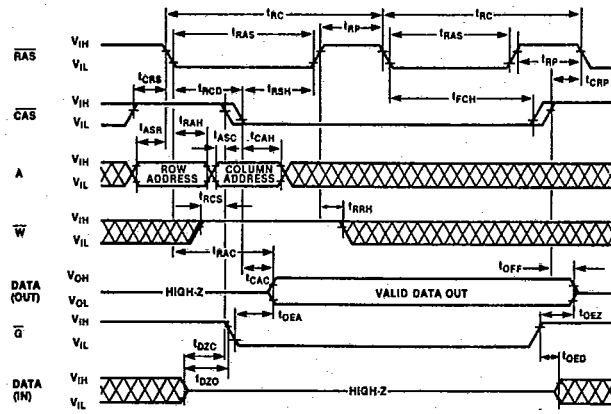 tRC tRC
tRAS tRP tRAS tRP
RAS VIH
VIL
tCRS tRCD tRSH tFCH tCRP
CAS VIH
VIL
tASR tRAH tASC tCAH
A VIH
VIL
ROW ADDRESS
COLUMN ADDRESS
tRCS tRRH
W VIH
VIL
tRAC
tCAC tOFF
DATA (OUT) VOH
VOL
HIGH-Z VALID DATA OUT
tOEA tOEZ
G VIH
VIL
tDZC tOED
tDZO
DATA (IN) VIH
VIL
HIGH-Z